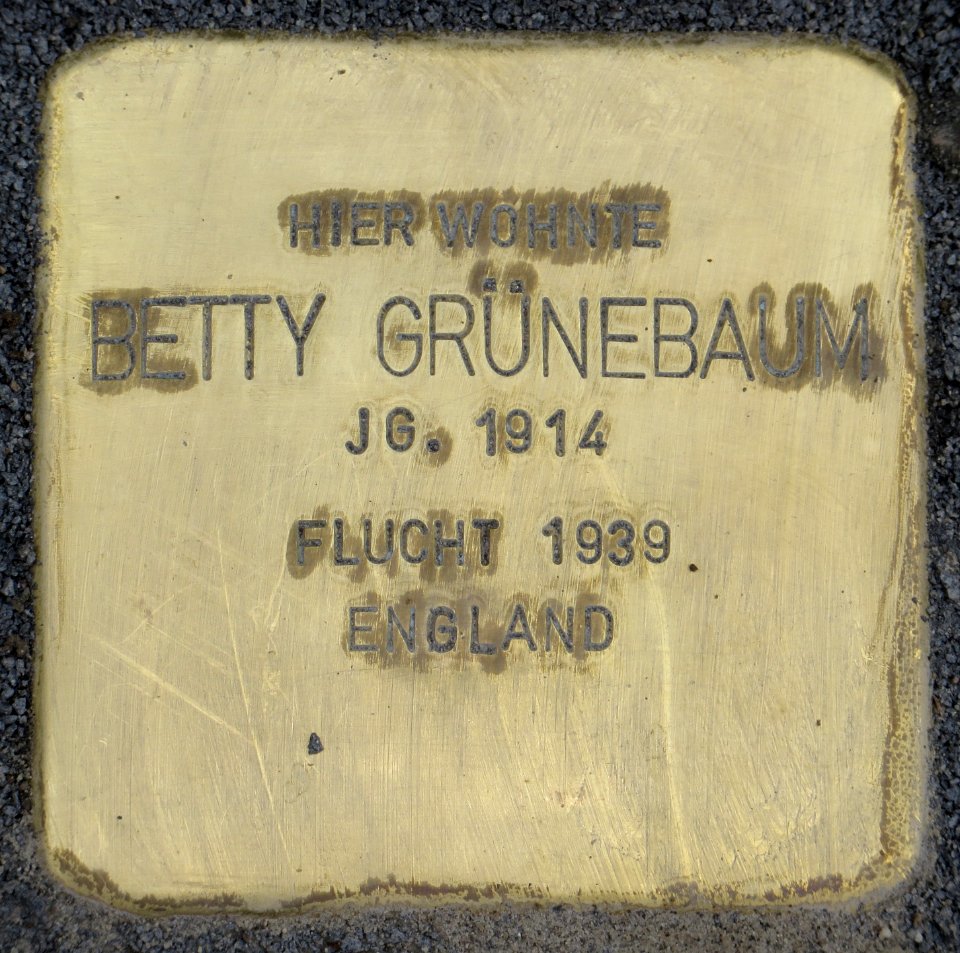 HIER WOHNTE
BETTY GRÜNEBAUM
JG. 1914
FLUCHT 1939
ENGLAND